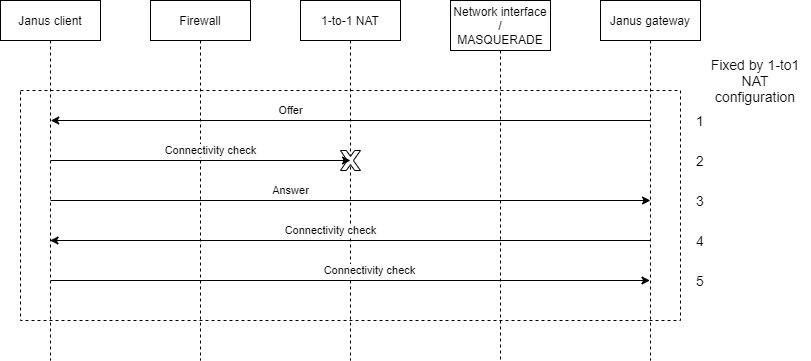 Janus client
Firewall
1-to-1 NAT
Network interface
/
MASQUERADE
Janus gateway
Fixed by 1-to1
NAT
configuration
Offer
1
Connectivity check
2
Answer
3
Connectivity check
4
Connectivity check
5